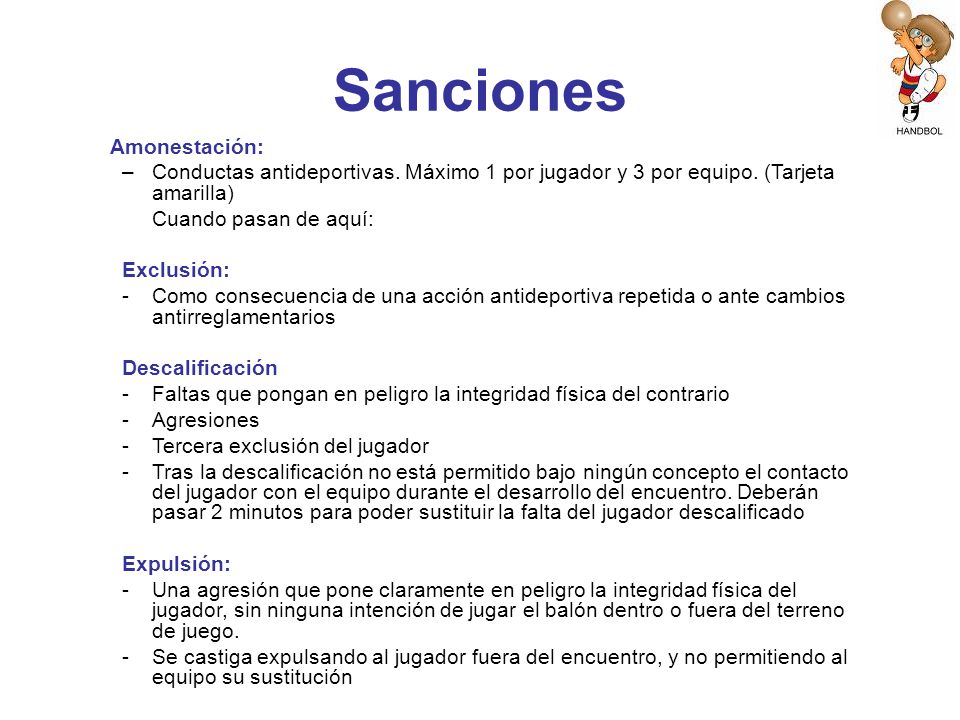 Sanciones
HANDBOL
Amonestación:
– Conductas antideportivas. Máximo 1 por jugador y 3 por equipo. (Tarjeta
amarilla)
Cuando pasan de aquí:
Exclusión:
- Como consecuencia de una acción antideportiva repetida o ante cambios
antirreglamentarios
Descalificación
- Faltas que pongan en peligro la integridad física del contrario
- Agresiones
- Tercera exclusión del jugador
- Tras la descalificación no está permitido bajo ningún concepto el contacto
del jugador con el equipo durante el desarrollo del encuentro. Deberán
pasar 2 minutos para poder sustituir la falta del jugador descalificado
Expulsión:
- Una agresión que pone claramente en peligro la integridad física del
jugador, sin ninguna intención de jugar el balón dentro o fuera del terreno
de juego.
- Se castiga expulsando al jugador fuera del encuentro, y no permitiendo al
equipo su sustitución